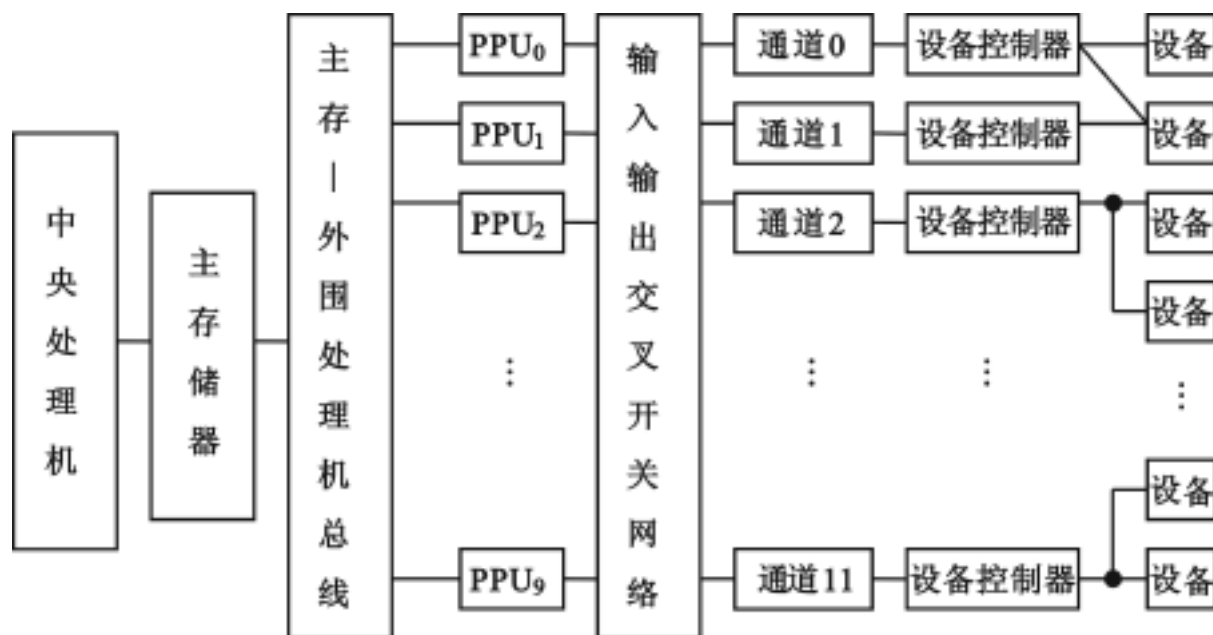 中央处理机
主存储器
主存—外围处理机总线
PPU₀
PPU₁
PPU₂
⋮
PPU₉
输入输出交叉开关网络
通道0
通道1
通道2
⋮
通道11
设备控制器
设备控制器
设备控制器
⋮
设备控制器
设备
设备
设备
设备
⋮
设备
设备